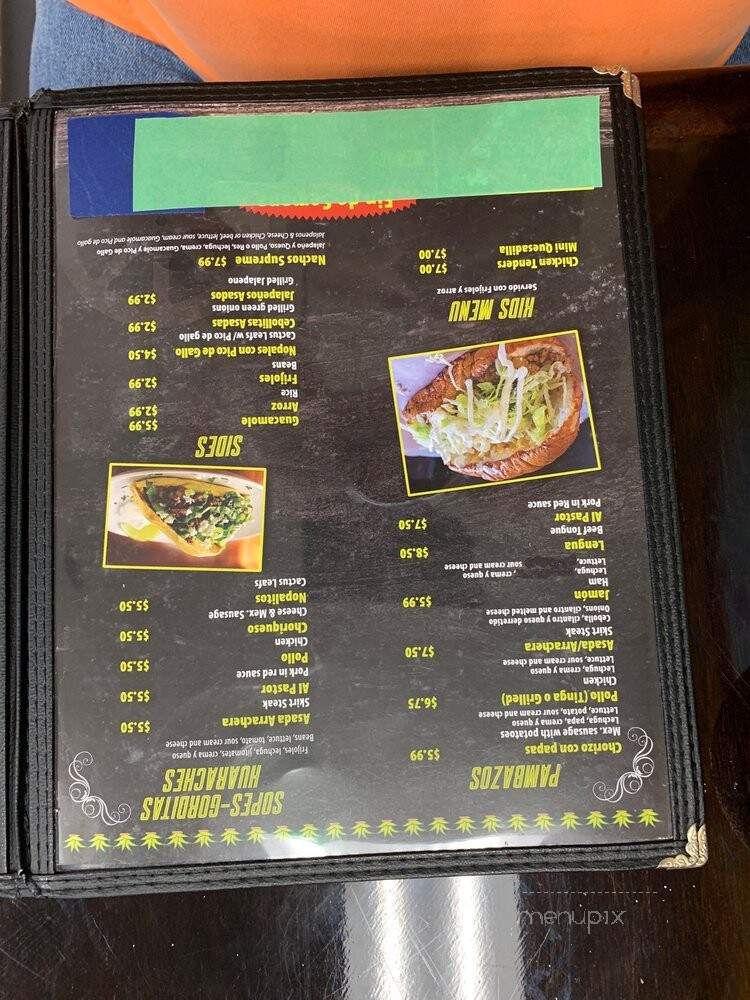 PAMBAZOS
Chorizo con papas $5.99
Mex. sausage with potatoes
Lechuga, papa, crema y queso
Lettuce, potato, sour cream and cheese
Pollo (Tinga o Grilled) $6.75
Chicken
Lechuga, crema y queso
Lettuce, sour cream and cheese
Asada/Arrachera $7.50
Skirt Steak
Cebolla, cilantro y queso derretido
Onions, cilantro and melted cheese
Jamón $5.99
Ham
Lechuga, , crema y queso
Lettuce, sour cream and cheese
Lengua $8.50
Beef Tongue
Al Pastor $7.50
Pork in Red sauce
KIDS MENU
Servido con Frijoles y arroz
Chicken Tenders $7.00
Mini Quesadilla $7.00
SOPES-GORDITAS
HUARACHES
Frijoles, lechuga, jitomates, crema y queso
Beans, lettuce, tomato, sour cream and cheese
Asada Arrachera $5.50
Skirt Steak
Al Pastor $5.50
Pork in red sauce
Pollo $5.50
Chicken
Choriqueso $5.50
Cheese & Mex. Sausage
Nopalitos $5.50
Cactus Leafs
SIDES
Guacamole $5.99
Arroz $2.99
Rice
Frijoles $2.99
Beans
Nopales con Pico de Gallo $4.50
Cactus Leafs w/ Pico de gallo
Cebollitas Asadas $2.99
Grilled green onions
Jalapeños Asados $2.99
Grilled Jalapeno
Nachos Supreme $7.99
Jalapeño y Queso, Pollo o Res, lechuga, crema, Guacamole y Pico de Gallo
Jalapenos & Cheese, Chicken or beef, lettuce, sour cream, Guacamole and Pico de gallo
menupix